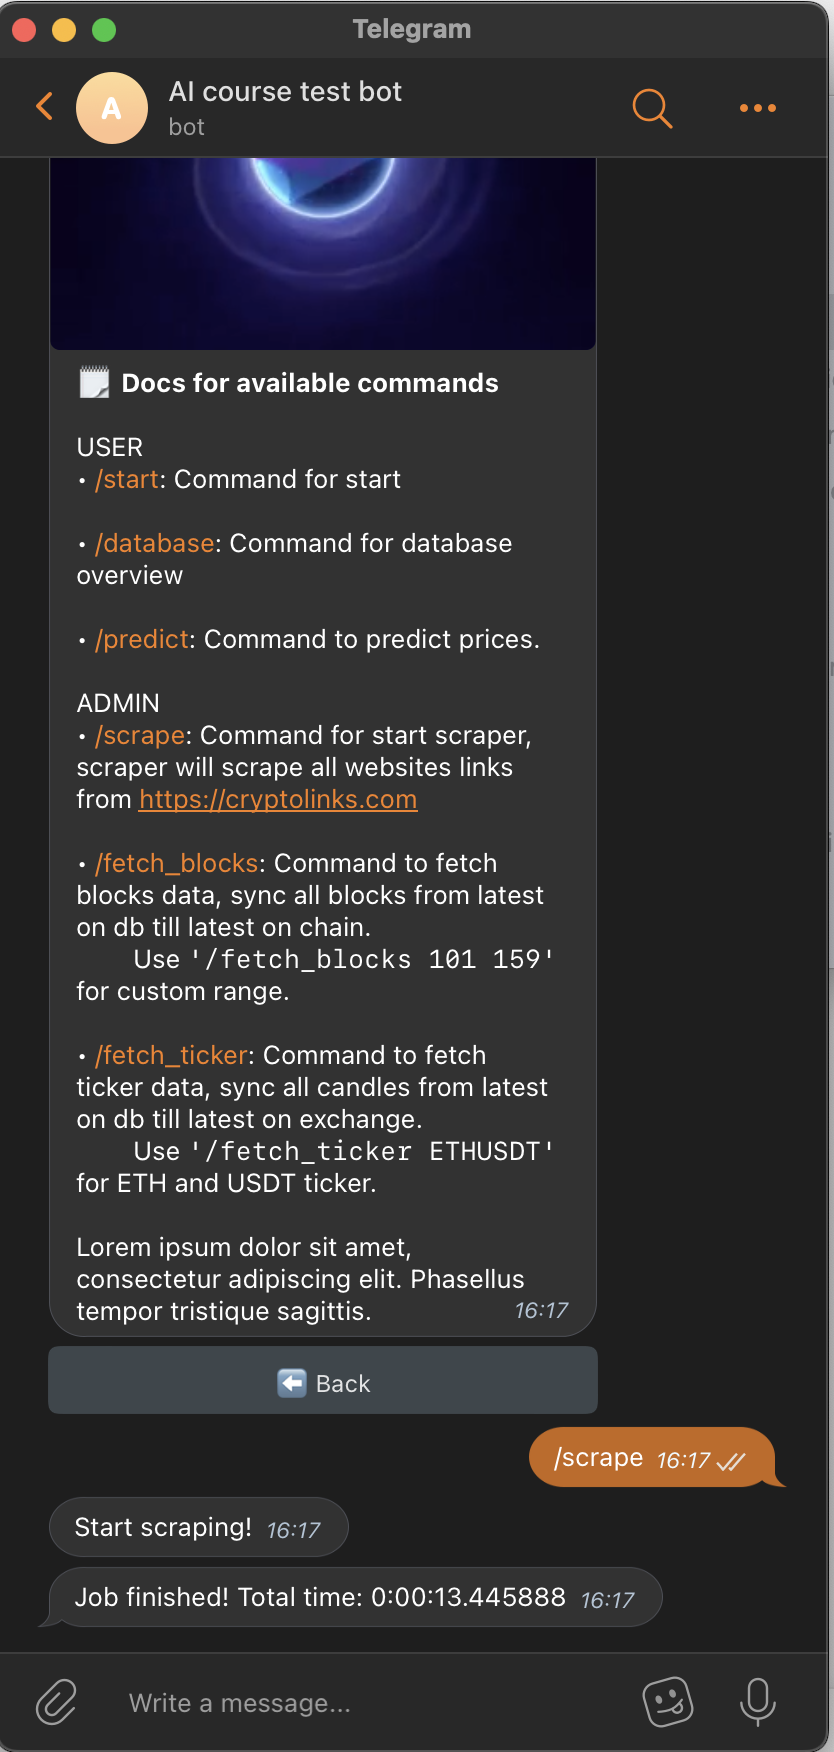 Telegram
A
AI course test bot
bot
Docs for available commands
USER
• /start: Command for start
• /database: Command for database
overview
• /predict: Command to predict prices.
ADMIN
• /scrape: Command for start scraper,
scraper will scrape all websites links
from https://cryptolinks.com
• /fetch_blocks: Command to fetch
blocks data, sync all blocks from latest
on db till latest on chain.
Use '/fetch_blocks 101 159'
for custom range.
• /fetch_ticker: Command to fetch
ticker data, sync all candles from latest
on db till latest on exchange.
Use '/fetch_ticker ETHUSDT'
for ETH and USDT ticker.
Lorem ipsum dolor sit amet,
consectetur adipiscing elit. Phasellus
tempor tristique sagittis. 16:17
Back
/scrape 16:17
Start scraping! 16:17
Job finished! Total time: 0:00:13.445888 16:17
Write a message...